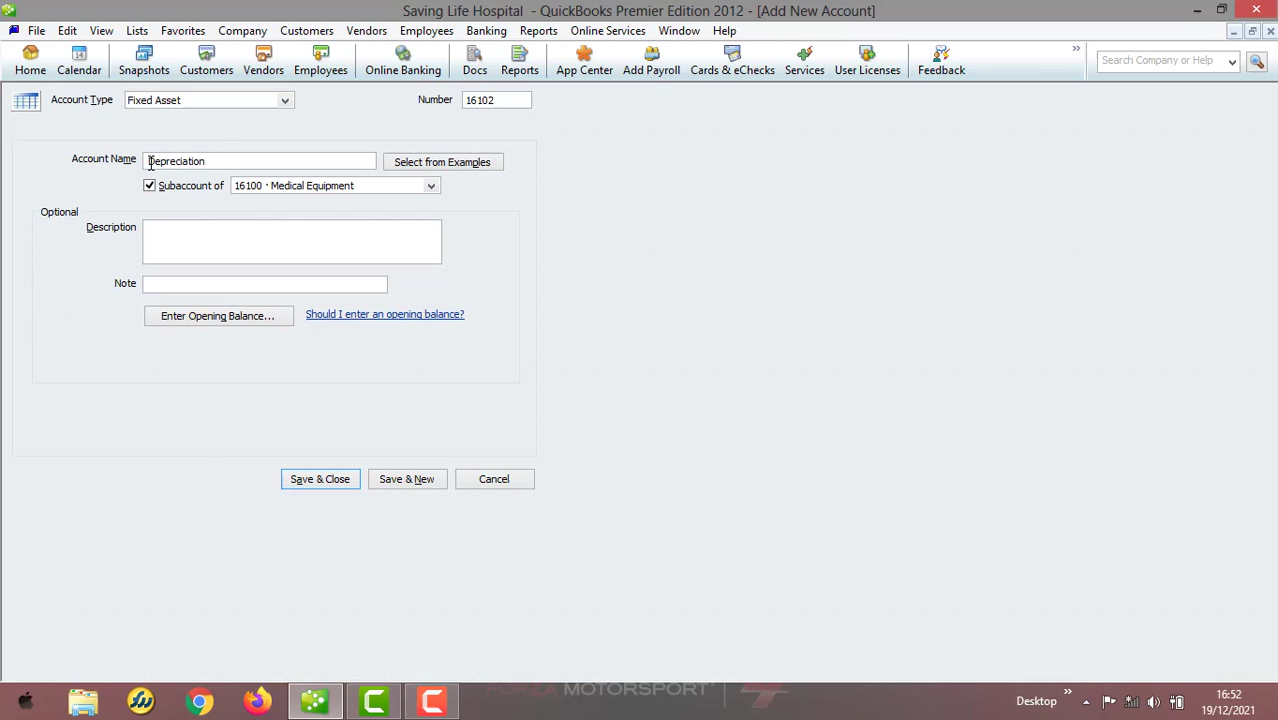 Saving Life Hospital - QuickBooks Premier Edition 2012 - [Add New Account]
File Edit View Lists Favorites Company Customers Vendors Employees Banking Reports Online Services Window Help
Home Calendar Snapshots Customers Vendors Employees Online Banking Docs Reports App Center Add Payroll Cards & eChecks Services User Licenses Feedback Search Company or Help
14
Account Type Fixed Asset Number 16102
Account Name Depreciation Select from Examples
Subaccount of 16100 · Medical Equipment
Optional
Description
Note
Enter Opening Balance... Should I enter an opening balance?
Save & Close Save & New Cancel
FORZA MOTORSPORT
Desktop 16:52
19/12/2021